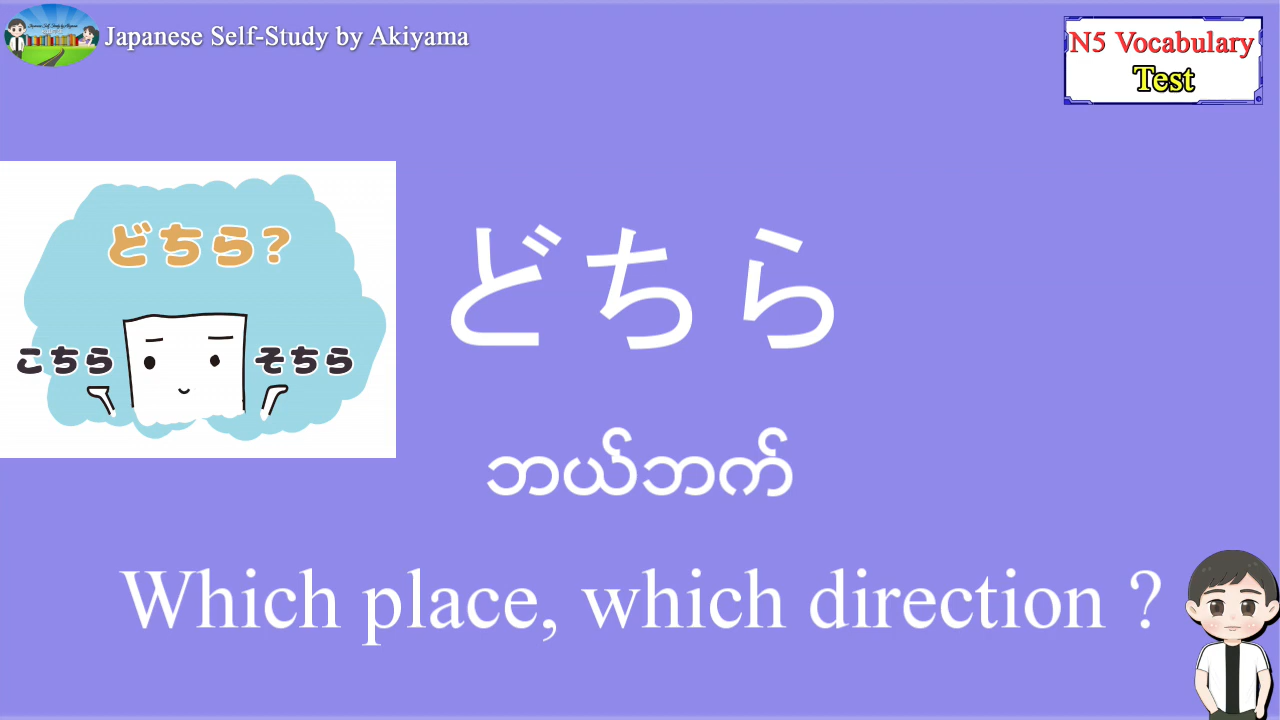 Japanese Self-Study by Akiyama
N5 Vocabulary
Test
どちら?
こちら
そちら
どちら
ဘယ်ဘက်
Which place, which direction ?